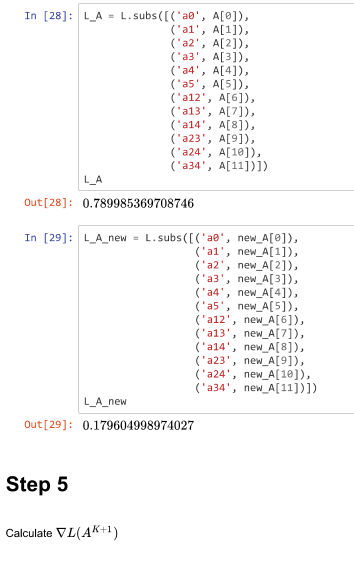 In [28]: L_A = L.subs([('a0', A[0]),
('a1', A[1]),
('a2', A[2]),
('a3', A[3]),
('a4', A[4]),
('a5', A[5]),
('a12', A[6]),
('a13', A[7]),
('a14', A[8]),
('a23', A[9]),
('a24', A[10]),
('a34', A[11])])
L_A
Out[28]: 0.789985369708746
In [29]: L_A_new = L.subs([('a0', new_A[0]),
('a1', new_A[1]),
('a2', new_A[2]),
('a3', new_A[3]),
('a4', new_A[4]),
('a5', new_A[5]),
('a12', new_A[6]),
('a13', new_A[7]),
('a14', new_A[8]),
('a23', new_A[9]),
('a24', new_A[10]),
('a34', new_A[11])])
L_A_new
Out[29]: 0.179604998974027
Step 5
Calculate ∇L(A^{K+1})